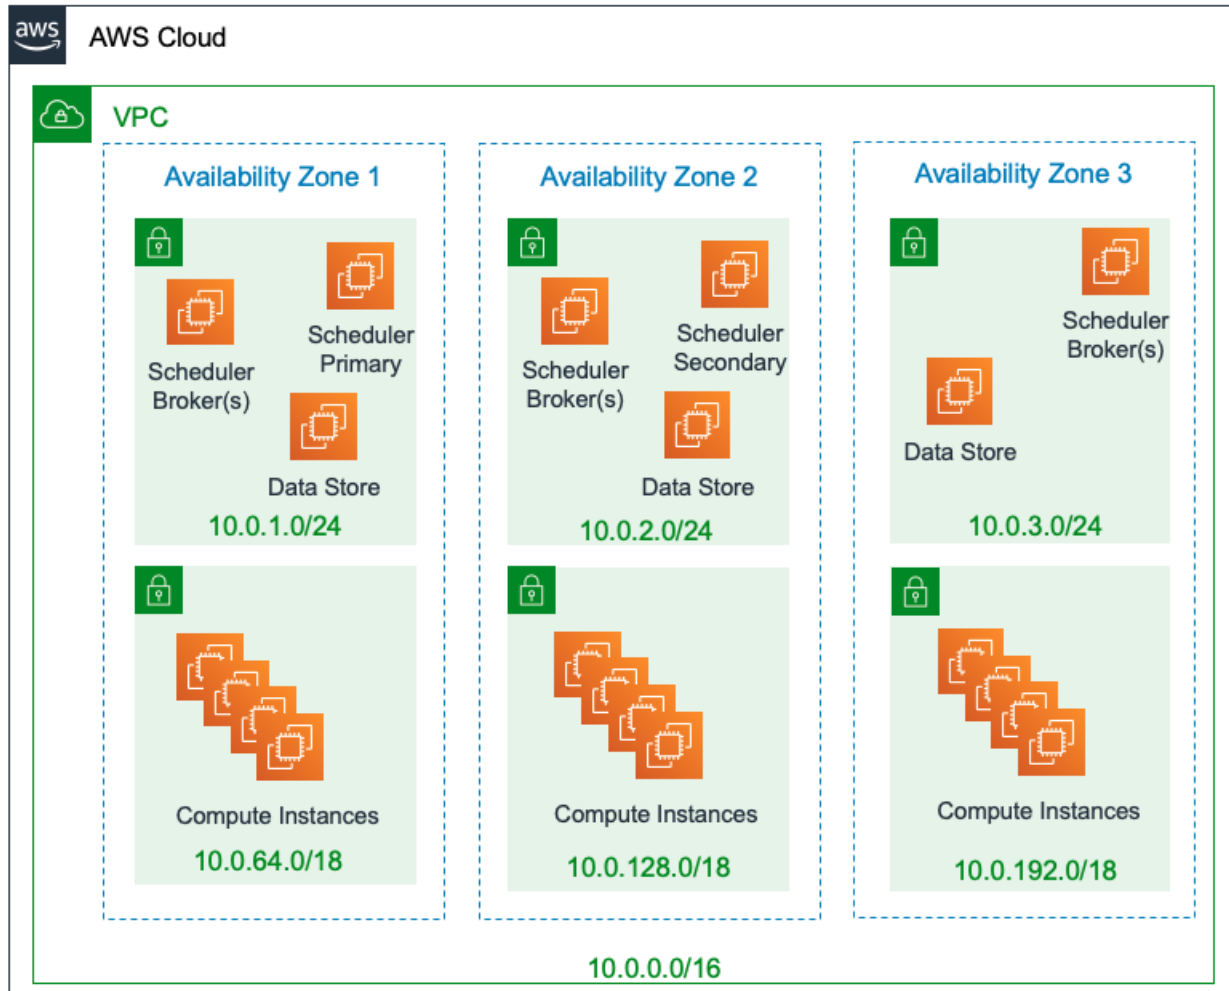 aws
AWS Cloud
VPC
Availability Zone 1
Scheduler
Primary
Scheduler
Broker(s)
Data Store
10.0.1.0/24
Compute Instances
10.0.64.0/18
Availability Zone 2
Scheduler
Secondary
Scheduler
Broker(s)
Data Store
10.0.2.0/24
Compute Instances
10.0.128.0/18
Availability Zone 3
Scheduler
Broker(s)
Data Store
10.0.3.0/24
Compute Instances
10.0.192.0/18
10.0.0.0/16